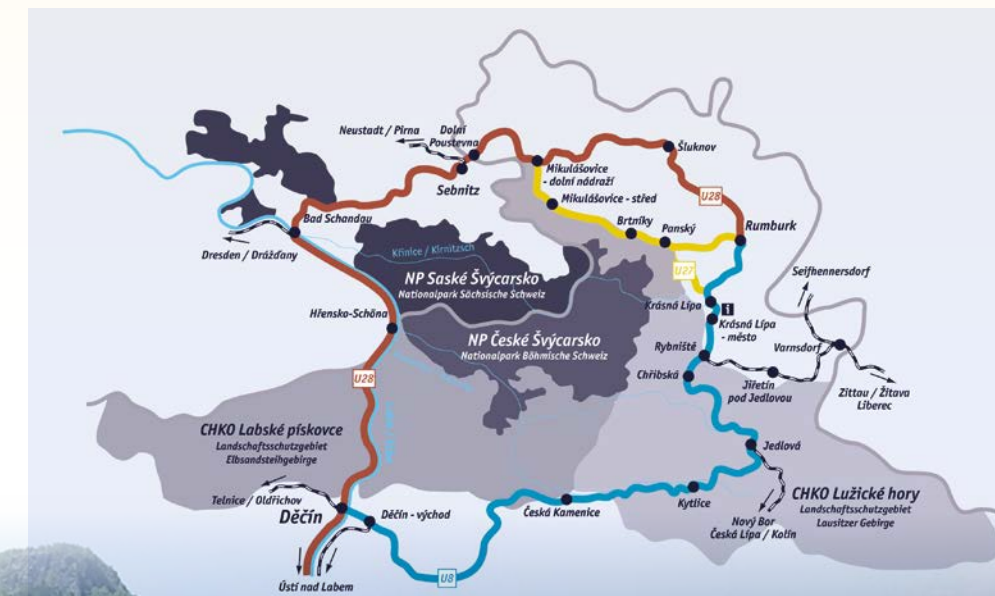 Neustadt / Pirna
Dolní
Poustevna
Sebnitz
Šluknov
Mikulášovice
- dolní nádraží
Mikulášovice - střed
U28
Bad Schandau
Brtníky
Panský
Rumburk
Dresden / Drážďany
Křinice / Kirnitzsch
U27
Seifhennersdorf
NP Saské Švýcarsko
Nationalpark Sächsische Schweiz
Krásná Lípa
i
Krásná Lípa
- město
Hřensko-Schöna
NP České Švýcarsko
Nationalpark Böhmische Schweiz
Rybniště
Varnsdorf
Chřibská
Jiřetín
pod Jedlovou
Zittau / Žitava
Liberec
U28
CHKO Labské pískovce
Landschaftsschutzgebiet
Elbsandsteihgebirge
Jedlová
Telnice / Oldřichov
Děčín
Děčín - východ
Česká Kamenice
Kytlice
CHKO Lužické hory
Landschaftsschutzgebiet
Lausitzer Gebirge
Nový Bor
Česká Lípa / Kolín
U8
Ústí nad Labem